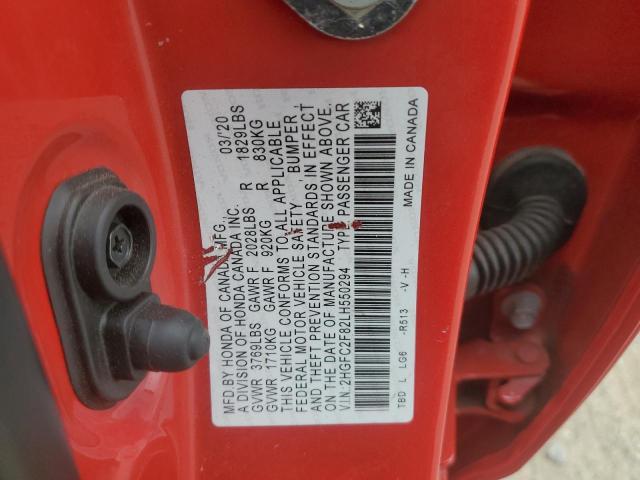 MFD BY HONDA OF CANADA MFG. 03/'20
A DIVISION OF HONDA CANADA INC.
GVWR 3769LBS GAWR F 2028LBS R 1829LBS
GVWR 1710KG GAWR F 920KG R 830KG
THIS VEHICLE CONFORMS TO ALL APPLICABLE
FEDERAL MOTOR VEHICLE SAFETY , BUMPER ,
AND THEFT PREVENTION STANDARDS IN EFFECT
ON THE DATE OF MANUFACTURE SHOWN ABOVE.
V.I.N.:2HGFC2F82LH550294 TYPE: PASSENGER CAR
TBD L LG6 -R513 -V -H MADE IN CANADA